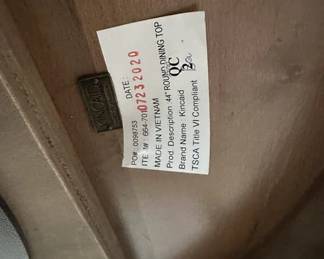 DATE:
07232020
PO#: 0098753
ITE M#: 664-701
MADE IN VIETNAM
Prod. Description :44" ROUND DINING TOP
Brand Name : Kincaid
TSCA Title VI Compliant
QC